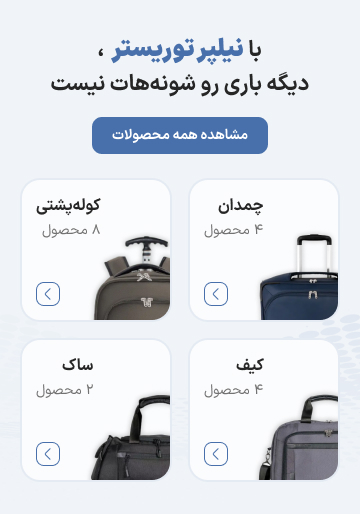 با نیلپر توریستر ،
دیگه باری رو شونه‌هات نیست
مشاهده همه محصولات
چمدان
۴ محصول
کوله‌پشتی
۸ محصول
کیف
۴ محصول
ساک
۲ محصول